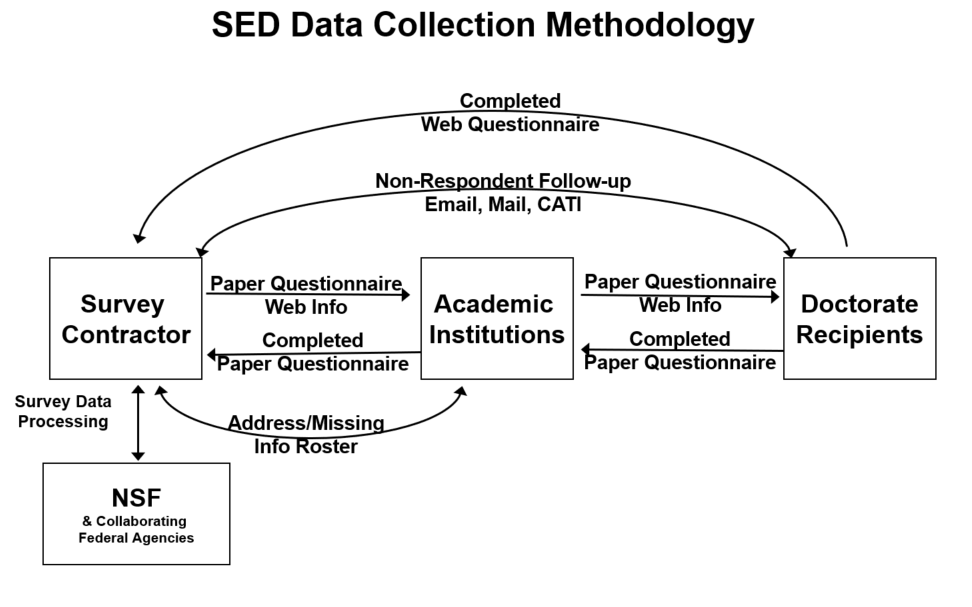 SED Data Collection Methodology
Completed
Web Questionnaire
Non-Respondent Follow-up
Email, Mail, CATI
Survey
Contractor
Paper Questionnaire
Web Info
Completed
Paper Questionnaire
Academic
Institutions
Paper Questionnaire
Web Info
Completed
Paper Questionnaire
Doctorate
Recipients
Survey Data
Processing
Address/Missing
Info Roster
NSF
& Collaborating
Federal Agencies